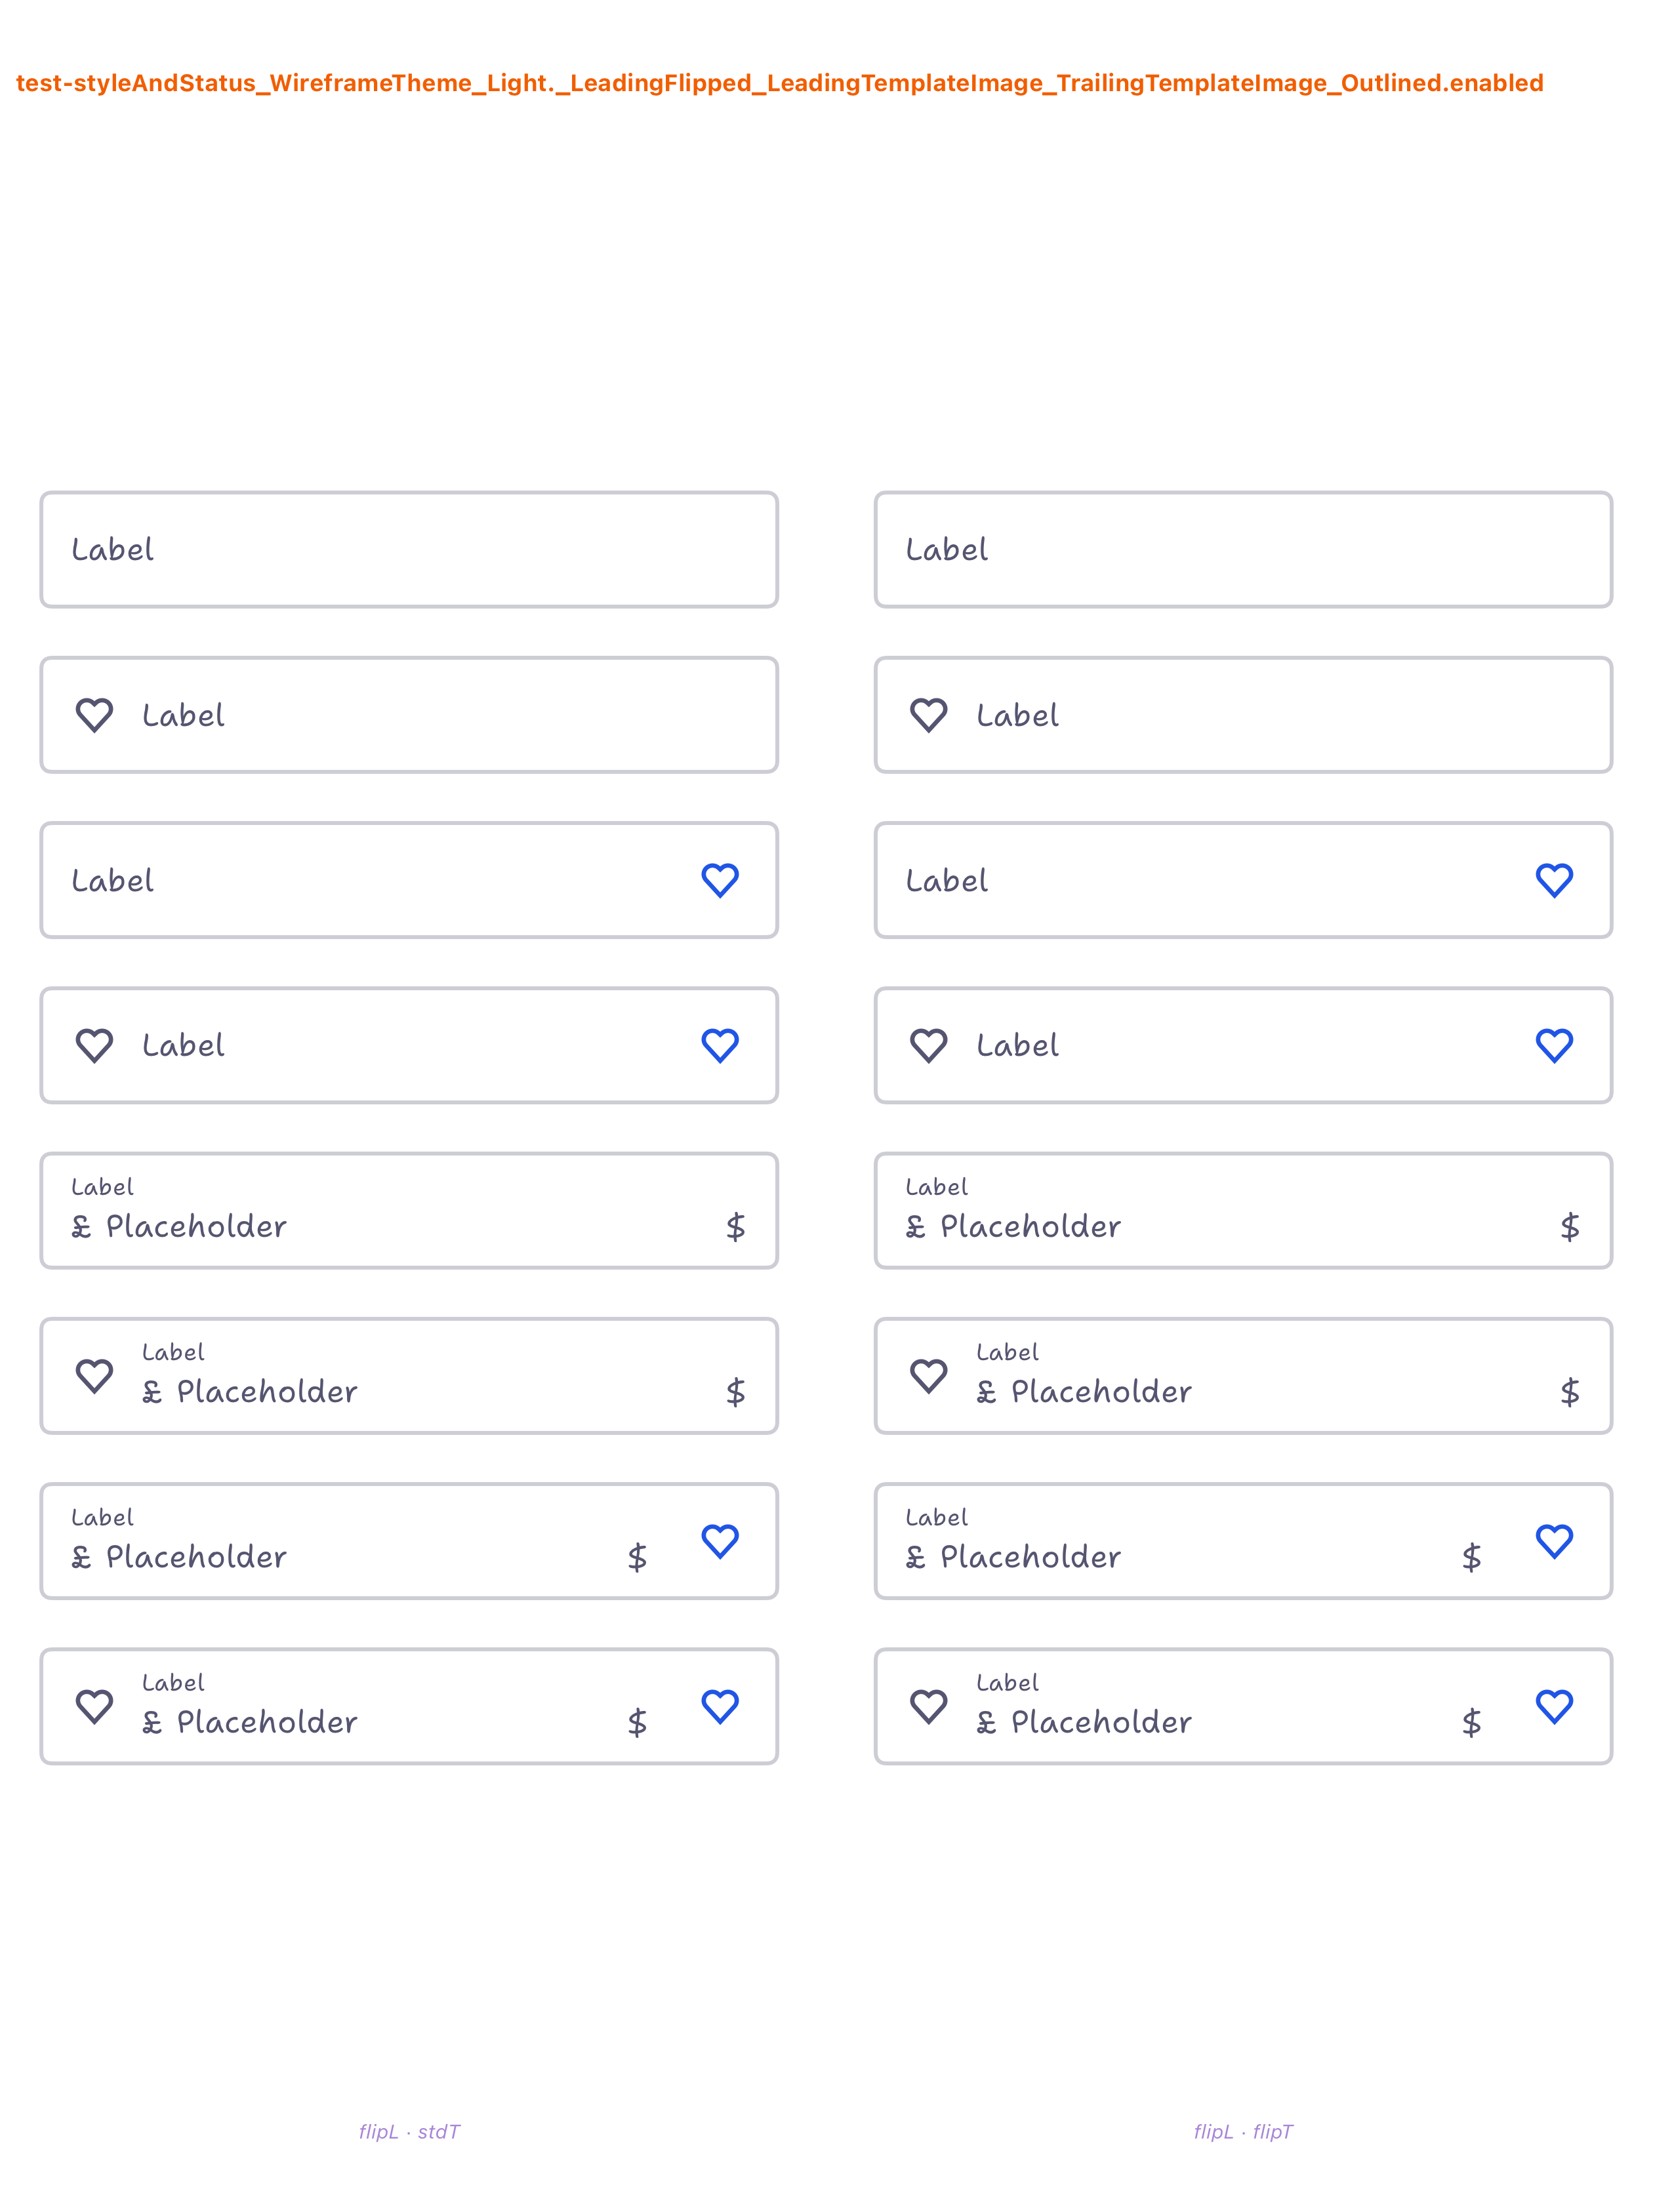 test-styleAndStatus_WireframeTheme_Light._LeadingFlipped_LeadingTemplateImage_TrailingTemplateImage_Outlined.enabled
Label
Label
Label
Label
Label
£ Placeholder $
Label
£ Placeholder $
Label
£ Placeholder $
Label
£ Placeholder $
flipL · stdT
Label
Label
Label
Label
Label
£ Placeholder $
Label
£ Placeholder $
Label
£ Placeholder $
Label
£ Placeholder $
flipL · flipT